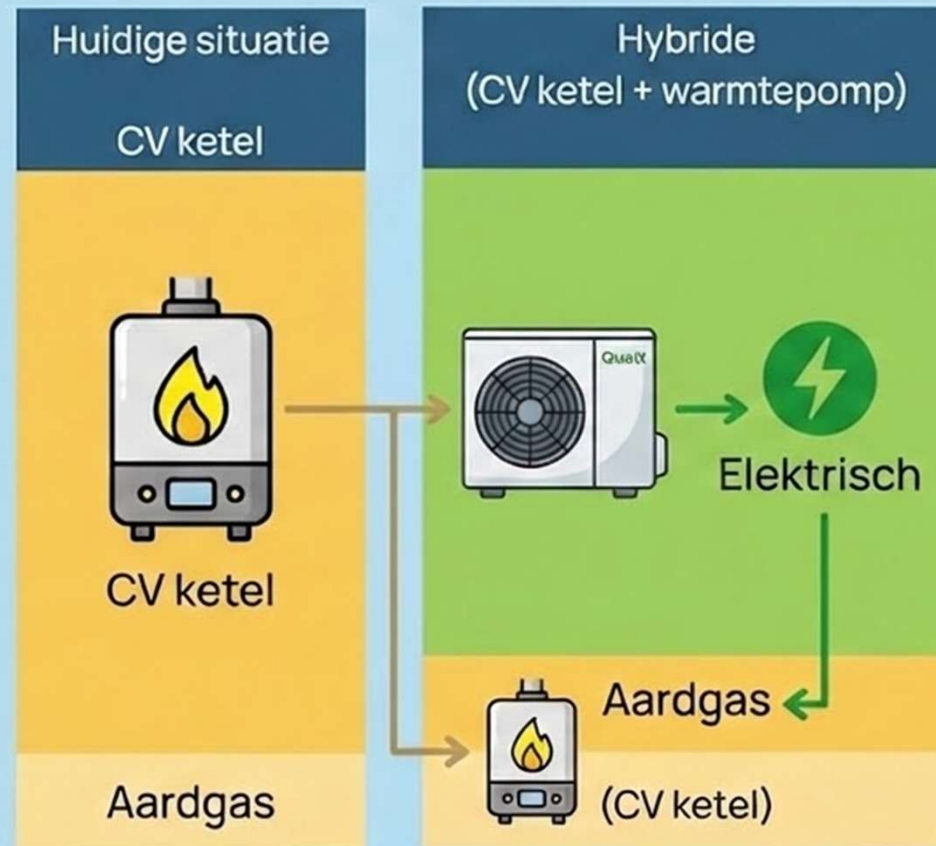 Huidige situatie
CV ketel
CV ketel
Aardgas
Hybride
(CV ketel + warmtepomp)
Elektrisch
Aardgas
(CV ketel)